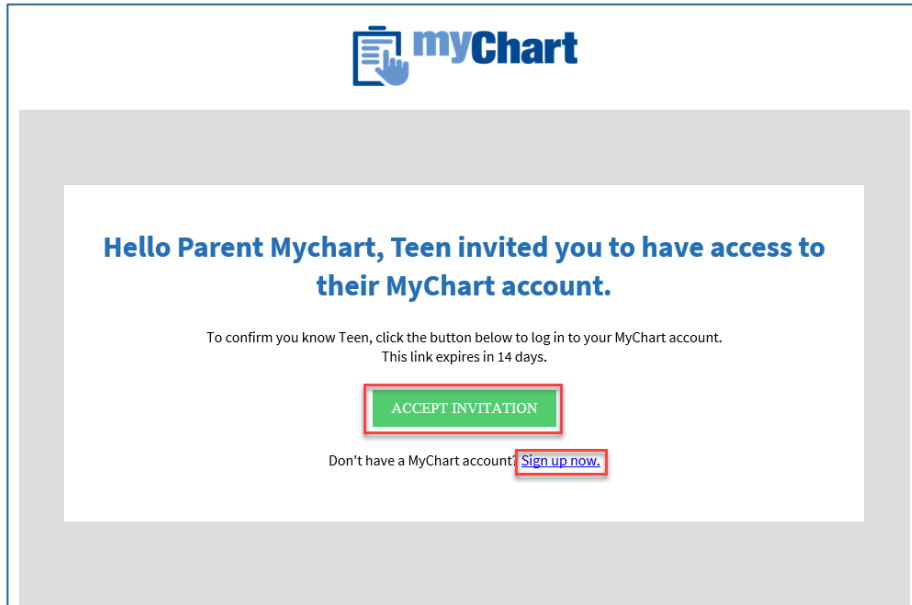 myChart
Hello Parent Mychart, Teen invited you to have access to
their MyChart account.
To confirm you know Teen, click the button below to log in to your MyChart account.
This link expires in 14 days.
ACCEPT INVITATION
Don't have a MyChart account? Sign up now.